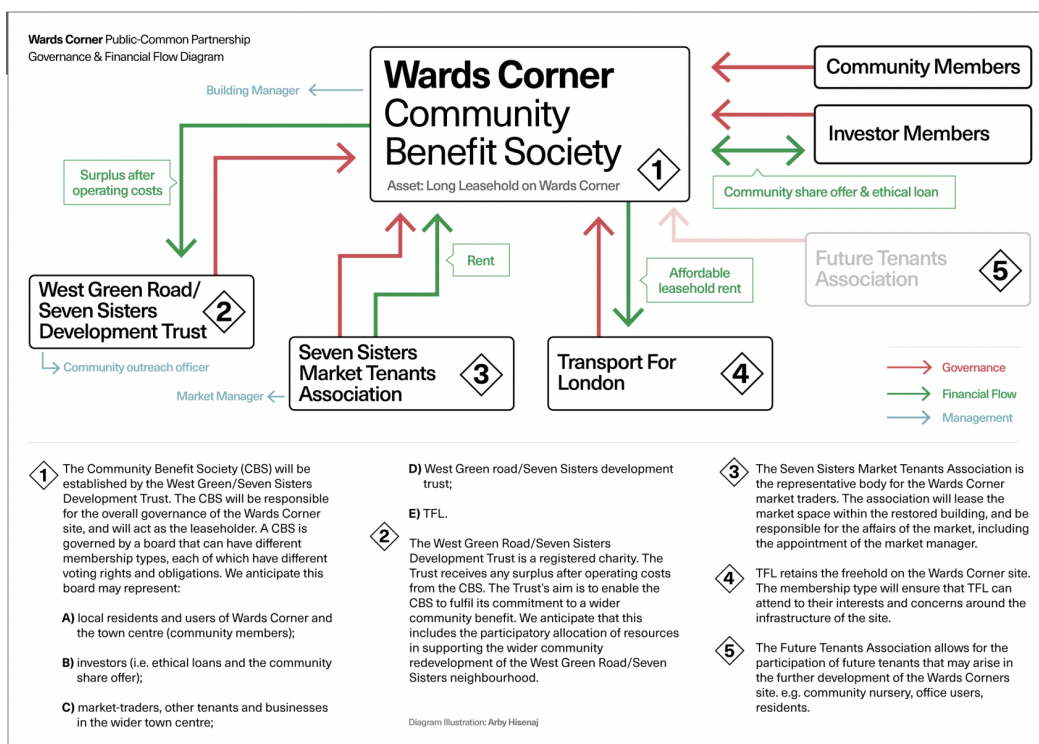 Wards Corner Public-Common Partnership
Governance & Financial Flow Diagram
Building Manager
Wards Corner
Community
Benefit Society
Asset: Long Leasehold on Wards Corner
1
Community Members
Investor Members
Community share offer & ethical loan
Surplus after
operating costs
Rent
Affordable
leasehold rent
Future Tenants
Association
5
West Green Road/
Seven Sisters
Development Trust
2
Community outreach officer
Market Manager
Seven Sisters
Market Tenants
Association
3
Transport For
London
4
Governance
Financial Flow
Management
1
The Community Benefit Society (CBS) will be
established by the West Green/Seven Sisters
Development Trust. The CBS will be responsible
for the overall governance of the Wards Corner
site, and will act as the leaseholder. A CBS is
governed by a board that can have different
membership types, each of which have different
voting rights and obligations. We anticipate this
board may represent:
A) local residents and users of Wards Corner and
the town centre (community members);
B) investors (i.e. ethical loans and the community
share offer);
C) market-traders, other tenants and businesses
in the wider town centre;
D) West Green road/Seven Sisters development
trust;
E) TFL.
2
The West Green Road/Seven Sisters
Development Trust is a registered charity. The
Trust receives any surplus after operating costs
from the CBS. The Trust's aim is to enable the
CBS to fulfil its commitment to a wider
community benefit. We anticipate that this
includes the participatory allocation of resources
in supporting the wider community
redevelopment of the West Green Road/Seven
Sisters neighbourhood.
Diagram Illustration: Arby Hisenaj
3
The Seven Sisters Market Tenants Association is
the representative body for the Wards Corner
market traders. The association will lease the
market space within the restored building, and be
responsible for the affairs of the market, including
the appointment of the market manager.
4
TFL retains the freehold on the Wards Corner site.
The membership type will ensure that TFL can
attend to their interests and concerns around the
infrastructure of the site.
5
The Future Tenants Association allows for the
participation of future tenants that may arise in
the further development of the Wards Corners
site. e.g. community nursery, office users,
residents.